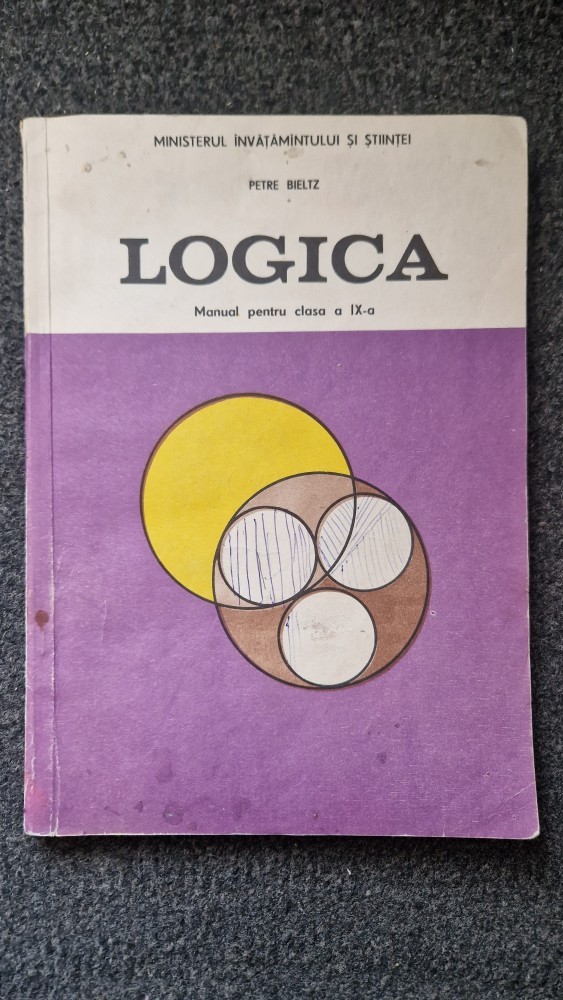 MINISTERUL ÎNVĂȚĂMÎNTULUI ȘI ȘTIINȚEI
PETRE BIELTZ
LOGICA
Manual pentru clasa a IX-a